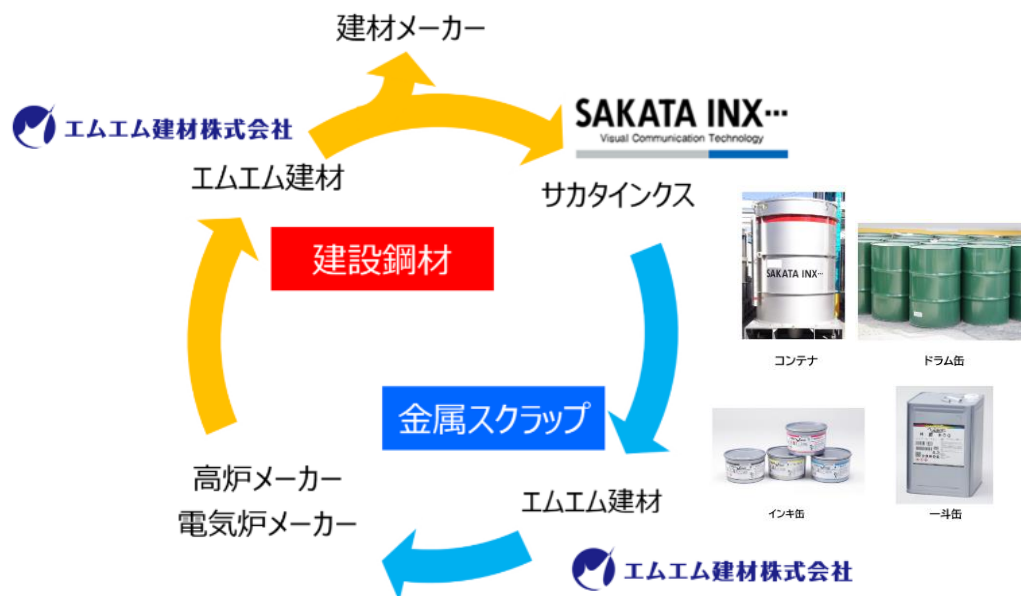 建材メーカー
エムエム建材株式会社
エムエム建材
SAKATA INX…
Visual Communication Technology
サカタインクス
建設鋼材
SAKATA INX…
コンテナ
ドラム缶
金属スクラップ
高炉メーカー
電気炉メーカー
エムエム建材
エムエム建材株式会社
インキ缶
一斗缶